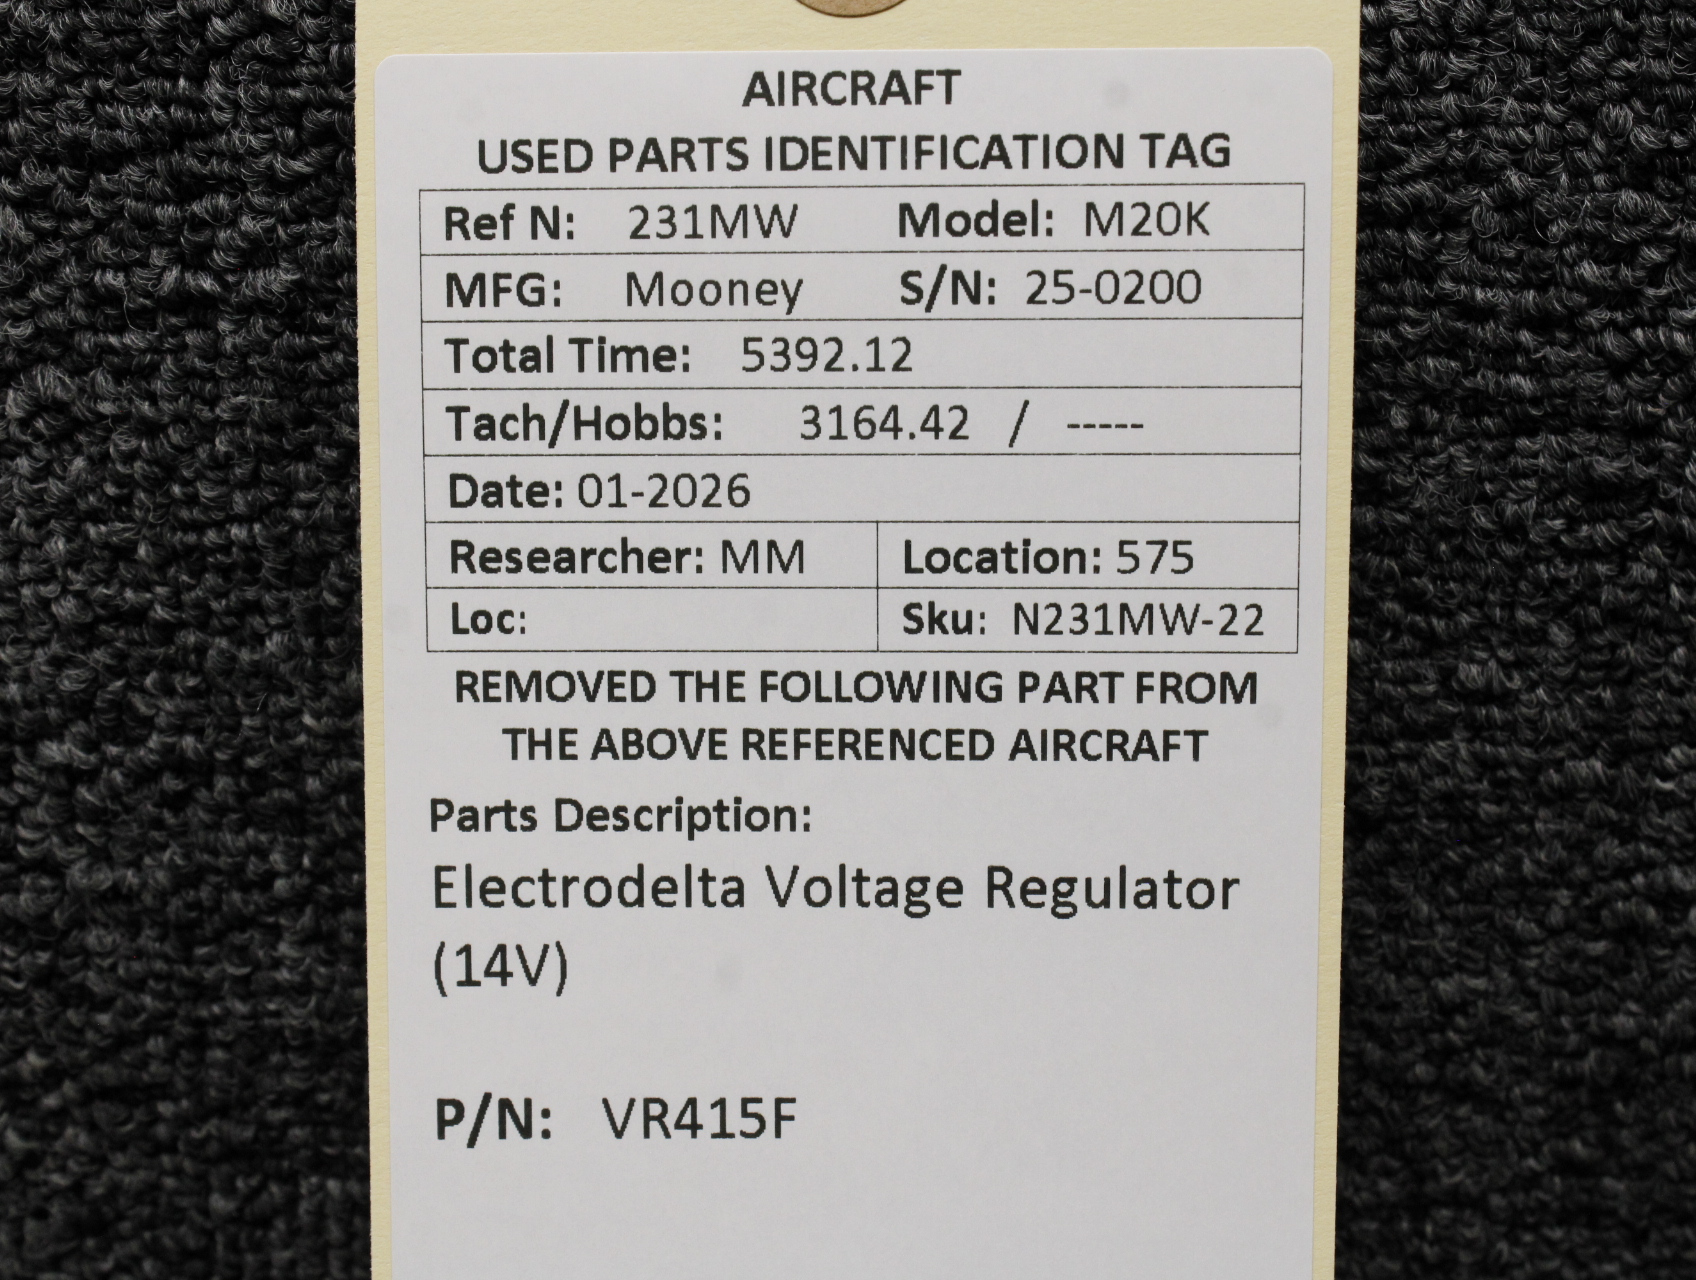 AIRCRAFT
USED PARTS IDENTIFICATION TAG
Ref N: 231MW Model: M20K
MFG: Mooney S/N: 25-0200
Total Time: 5392.12
Tach/Hobbs: 3164.42 / -----
Date: 01-2026
Researcher: MM Location: 575
Loc: Sku: N231MW-22
REMOVED THE FOLLOWING PART FROM
THE ABOVE REFERENCED AIRCRAFT
Parts Description:
Electrodelta Voltage Regulator
(14V)
P/N: VR415F